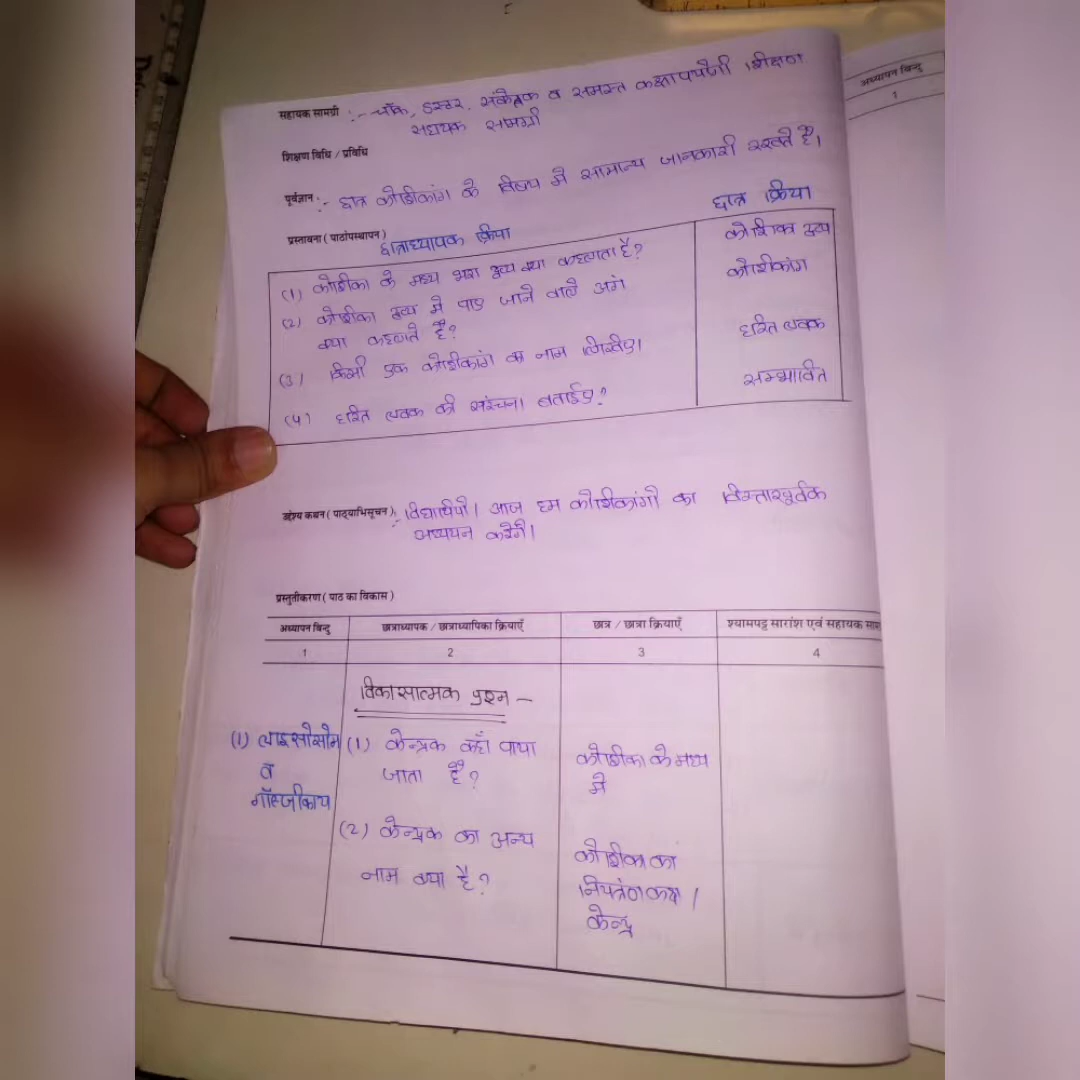 सहायक सामग्री :- चॉक, डस्टर, संकेतक व समस्त कक्षोपयोगी शिक्षण
सहायक सामग्री
शिक्षण विधि / प्रविधि
पूर्वज्ञान :- छात्र कोशिकांग के विषय में सामान्य जानकारी रखते है।
प्रस्तावना ( पाठोपस्थापन )
छात्राध्यापक क्रिया
छात्र क्रिया
(1) कोशिका के मध्य भरा द्रव्य क्या कहलाता है?
कोशिका द्रव्य
(2) कोशिका द्रव्य में पाए जाने वाले अंग
क्या कहलाते है?
कोशिकांग
(3) किसी एक कोशिकांग का नाम लिखिए।
हरित लवक
(4) हरित लवक की संरचना बताईए?
सम्भावित
उद्देश्य कथन ( पाठ्याभिसूचन ) :- विद्यार्थियों। आज हम कोशिकांगो का विस्तारपूर्वक
अध्ययन करेंगे।
प्रस्तुतीकरण ( पाठ का विकास )
अध्यापन बिन्दु
छात्राध्यापक / छात्राध्यापिका क्रियाएँ
छात्र / छात्रा क्रियाएँ
श्यामपट्ट सारांश एवं सहायक
1
2
3
4
विकासात्मक प्रश्न -
(1) लाइसोसोम
व
गॉल्जीकाय
(1) केन्द्रक कहाँ पाया
जाता है?
कोशिका के मध्य
में
(2) केन्द्रक का अन्य
नाम क्या है?
कोशिका का
नियंत्रण कक्ष /
केन्द्र
अध्यापन बिन्दु
1